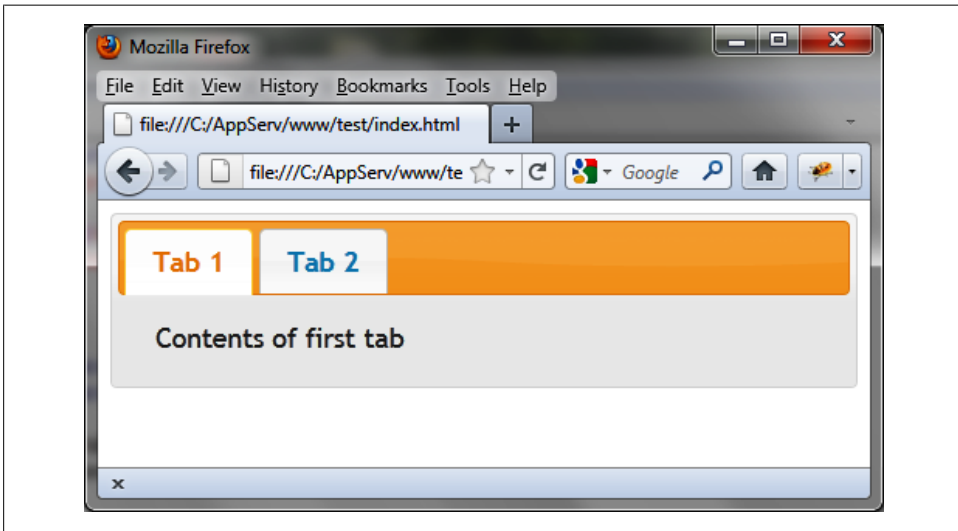 Mozilla Firefox
File Edit View History Bookmarks Tools Help
file:///C:/AppServ/www/test/index.html
file:///C:/AppServ/www/te Google
Tab 1 Tab 2
Contents of first tab
x